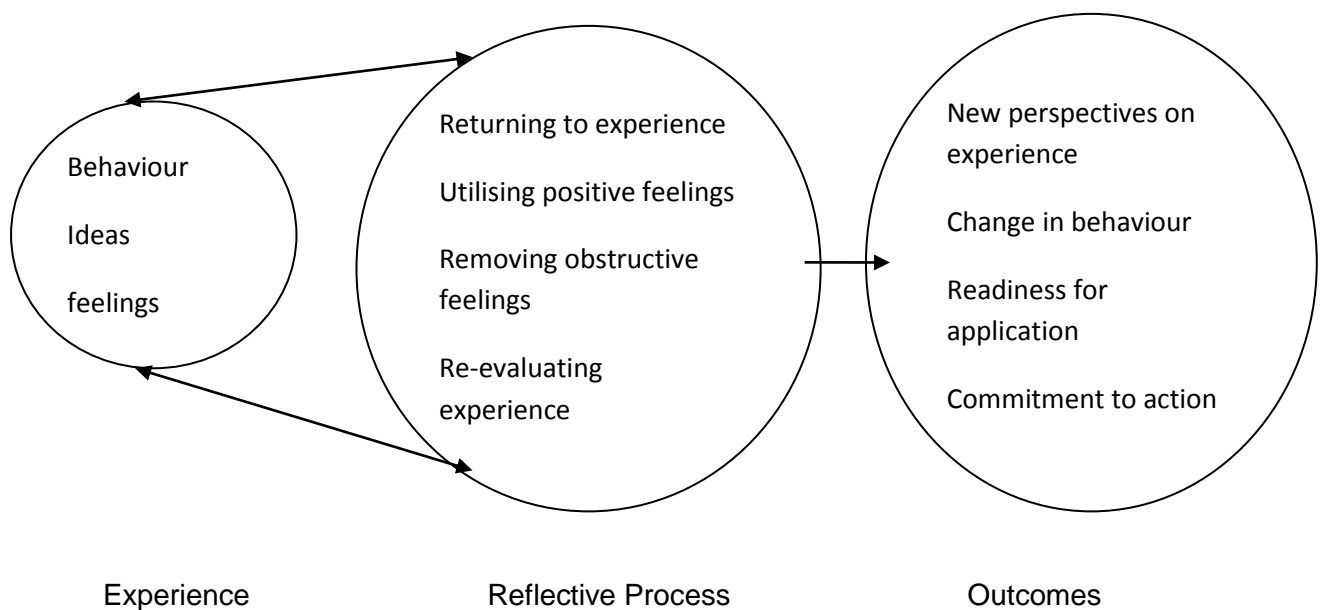 Behaviour
Ideas
feelings
Returning to experience
Utilising positive feelings
Removing obstructive
feelings
Re-evaluating
experience
New perspectives on
experience
Change in behaviour
Readiness for
application
Commitment to action
Experience
Reflective Process
Outcomes